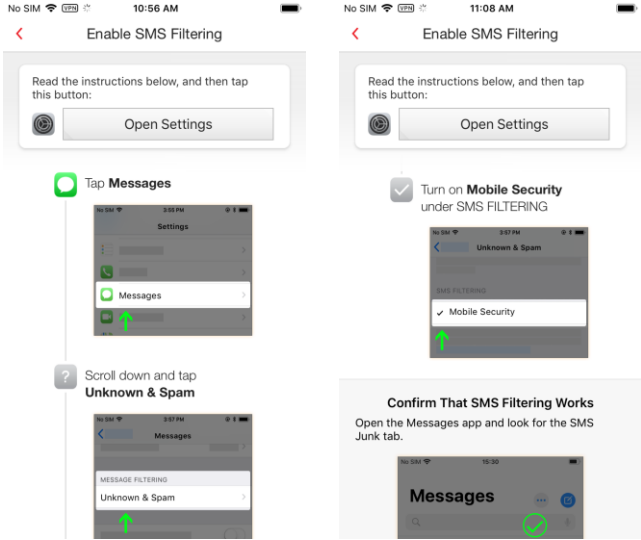 No SIM VPN 10:56 AM
Enable SMS Filtering
Read the instructions below, and then tap
this button:
Open Settings
Tap Messages
No SIM 3:55 PM
Settings
Messages
?
Scroll down and tap
Unknown & Spam
No SIM 3:57 PM
Messages
MESSAGE FILTERING
Unknown & Spam
No SIM VPN 11:08 AM
Enable SMS Filtering
Read the instructions below, and then tap
this button:
Open Settings
Turn on Mobile Security
under SMS FILTERING
No SIM 3:57 PM
Unknown & Spam
SMS FILTERING
Mobile Security
Confirm That SMS Filtering Works
Open the Messages app and look for the SMS
Junk tab.
No SIM 15:30
Messages